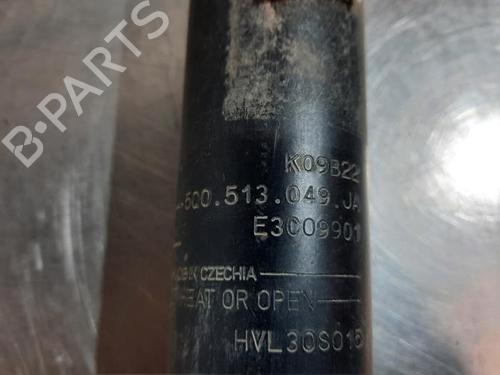 B-PARTS
K09B22
5Q0.513.049.JA
E3C09901
CZECHIA
HEAT OR OPEN
HVL30S015